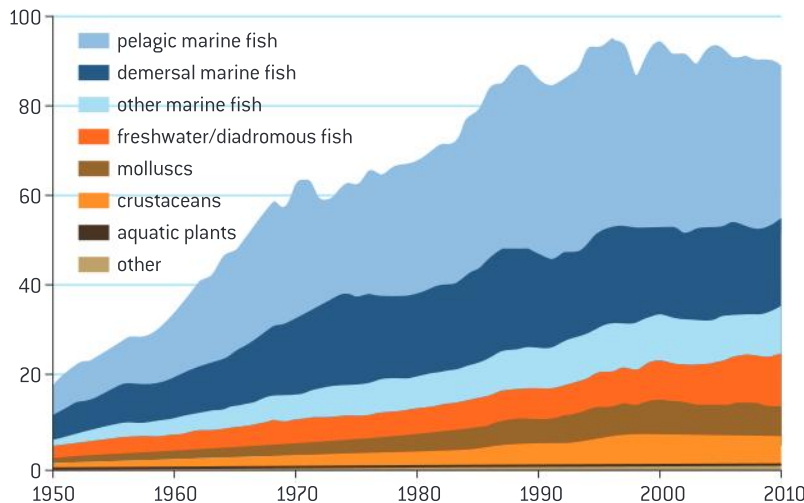 100
80
60
40
20
0
pelagic marine fish
demersal marine fish
other marine fish
freshwater/diadromous fish
molluscs
crustaceans
aquatic plants
other
1950 1960 1970 1980 1990 2000 2010